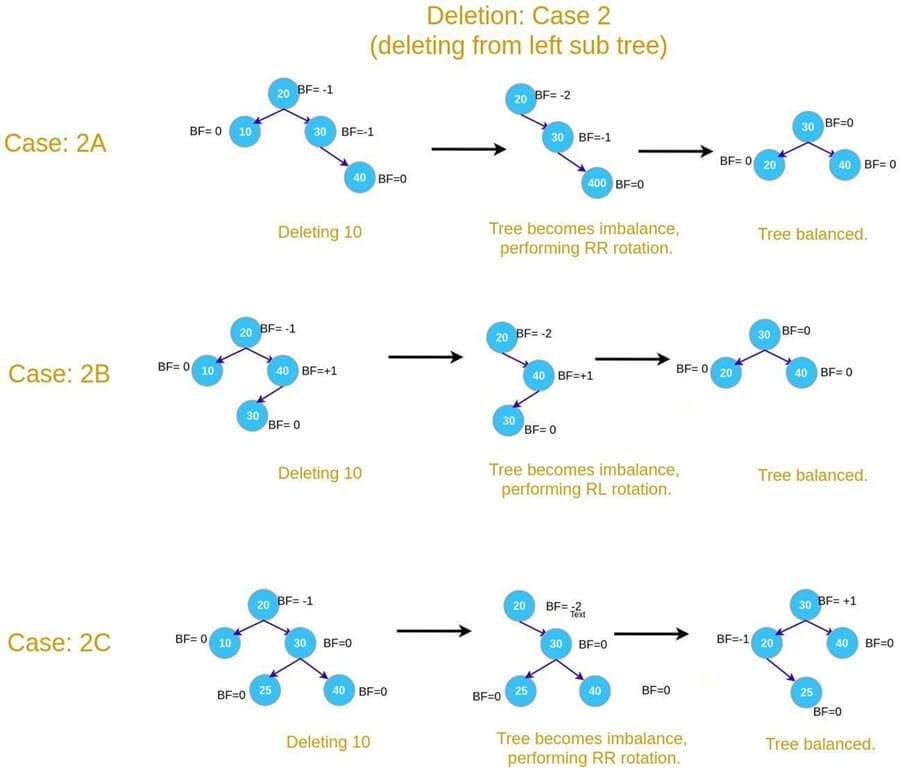 Deletion: Case 2
(deleting from left sub tree)
Case: 2A
20 BF= -1
BF= 0 10 30 BF=-1
40 BF=0
Deleting 10
20 BF= -2
30 BF=-1
400 BF=0
Tree becomes imbalance,
performing RR rotation.
30 BF=0
BF= 0 20 40 BF= 0
Tree balanced.
Case: 2B
20 BF= -1
BF= 0 10 40 BF=+1
30 BF= 0
Deleting 10
20 BF= -2
40 BF=+1
30 BF= 0
Tree becomes imbalance,
performing RL rotation.
30 BF=0
BF= 0 20 40 BF= 0
Tree balanced.
Case: 2C
20 BF= -1
BF= 0 10 30 BF=0
BF=0 25 40 BF=0
Deleting 10
20 BF= -2
Text
30 BF=0
BF=0 25 40 BF=0
Tree becomes imbalance,
performing RR rotation.
30 BF= +1
BF=-1 20 40 BF=0
25
BF=0
Tree balanced.